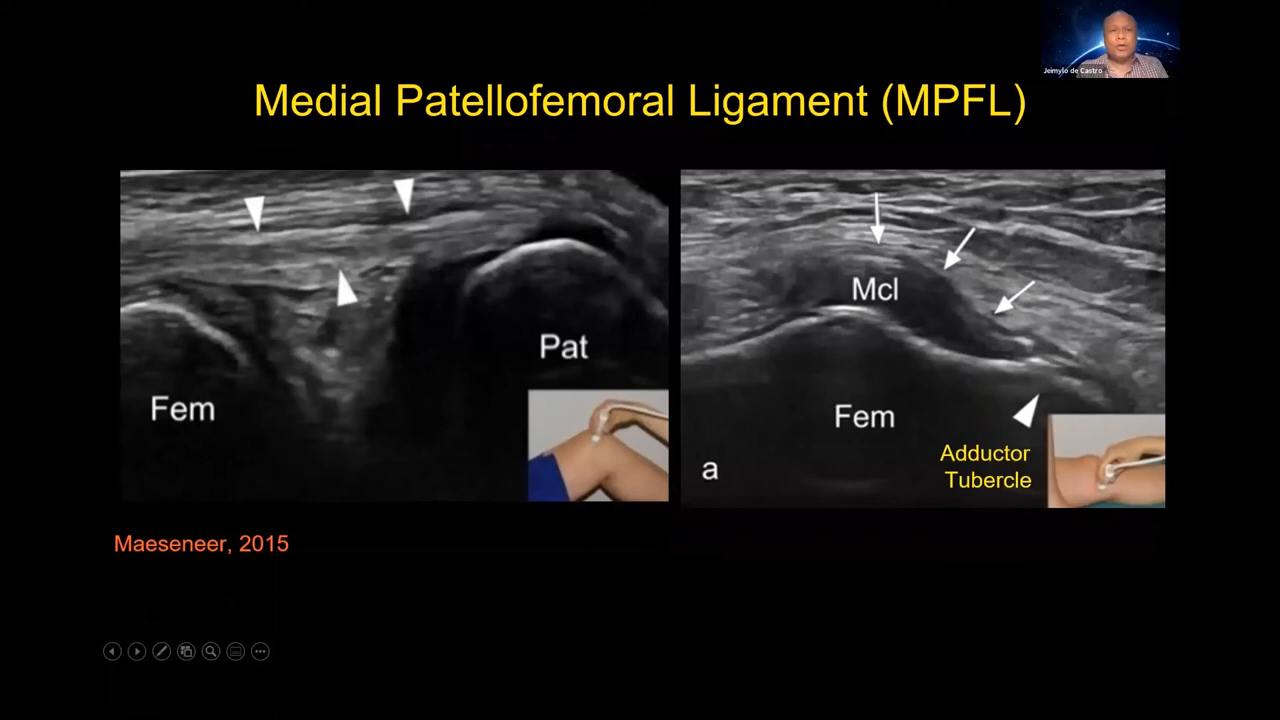 Jeimylo de Castro
Medial Patellofemoral Ligament (MPFL)
Fem
Pat
Mcl
Fem
a
Adductor
Tubercle
Maeseneer, 2015